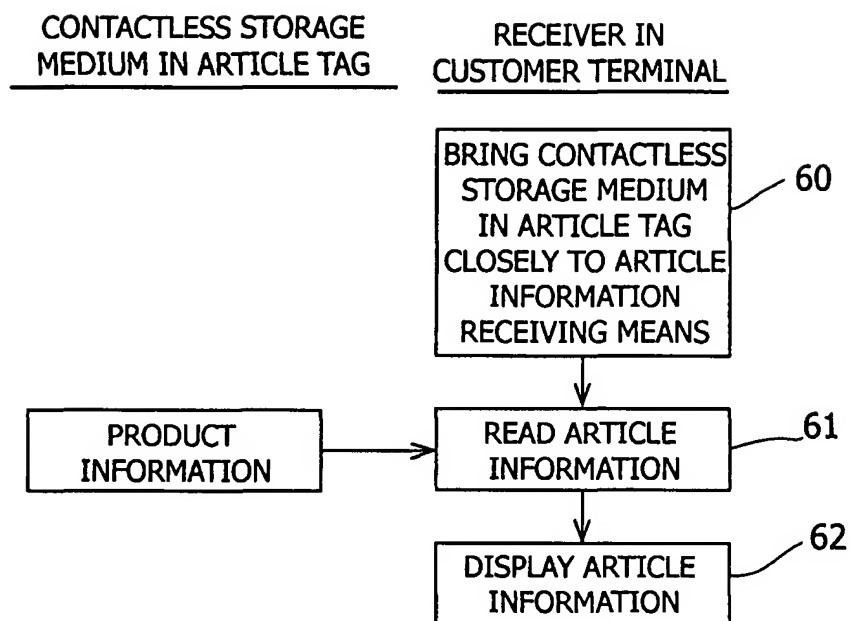 CONTACTLESS STORAGE
MEDIUM IN ARTICLE TAG
RECEIVER IN
CUSTOMER TERMINAL
BRING CONTACTLESS
STORAGE MEDIUM
IN ARTICLE TAG
CLOSELY TO ARTICLE
INFORMATION
RECEIVING MEANS
60
PRODUCT
INFORMATION
READ ARTICLE
INFORMATION
61
DISPLAY ARTICLE
INFORMATION
62